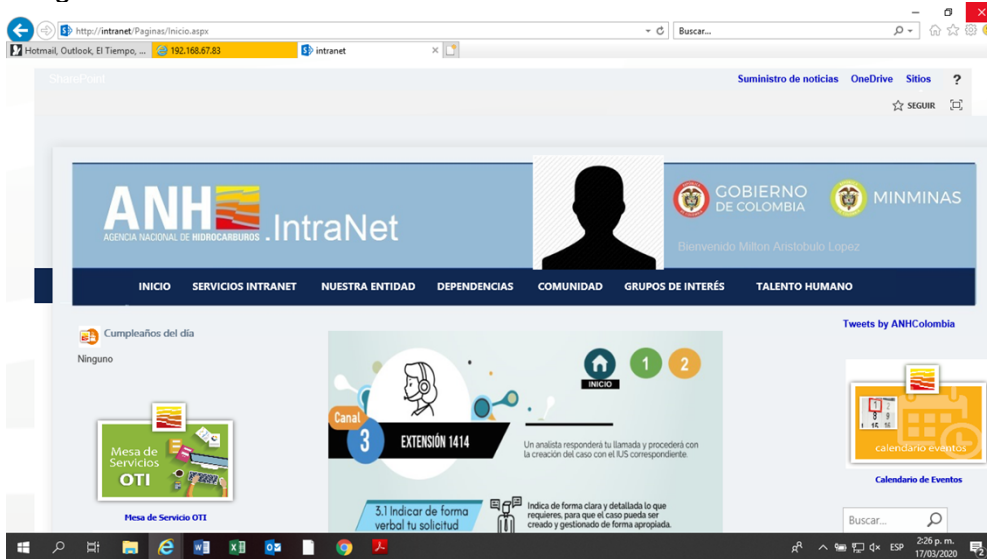 http://intranet/Paginas/Inicio.aspx
Buscar...
Hotmail, Outlook, El Tiempo, ...
192.168.67.83
intranet
SharePoint
Suministro de noticias OneDrive Sitios ?
SEGUIR
ANH
AGENCIA NACIONAL DE HIDROCARBUROS
.IntraNet
GOBIERNO
DE COLOMBIA
MINMINAS
Bienvenido Milton Aristobulo Lopez
INICIO SERVICIOS INTRANET NUESTRA ENTIDAD DEPENDENCIAS COMUNIDAD GRUPOS DE INTERÉS TALENTO HUMANO
Cumpleaños del día
Ninguno
Mesa de
Servicios
OTI
Mesa de Servicio OTI
INICIO
1
2
Canal
3
EXTENSIÓN 1414
Un analista responderá tu llamada y procederá con
la creación del caso con el IUS correspondiente.
3.1 Indicar de forma
verbal tu solicitud
Indica de forma clara y detallada lo que
requieres, para que el caso pueda ser
creado y gestionado de forma apropiada.
Tweets by ANHColombia
calendario eventos
Calendario de Eventos
Buscar...
ESP
2:26 p. m.
17/03/2020
2